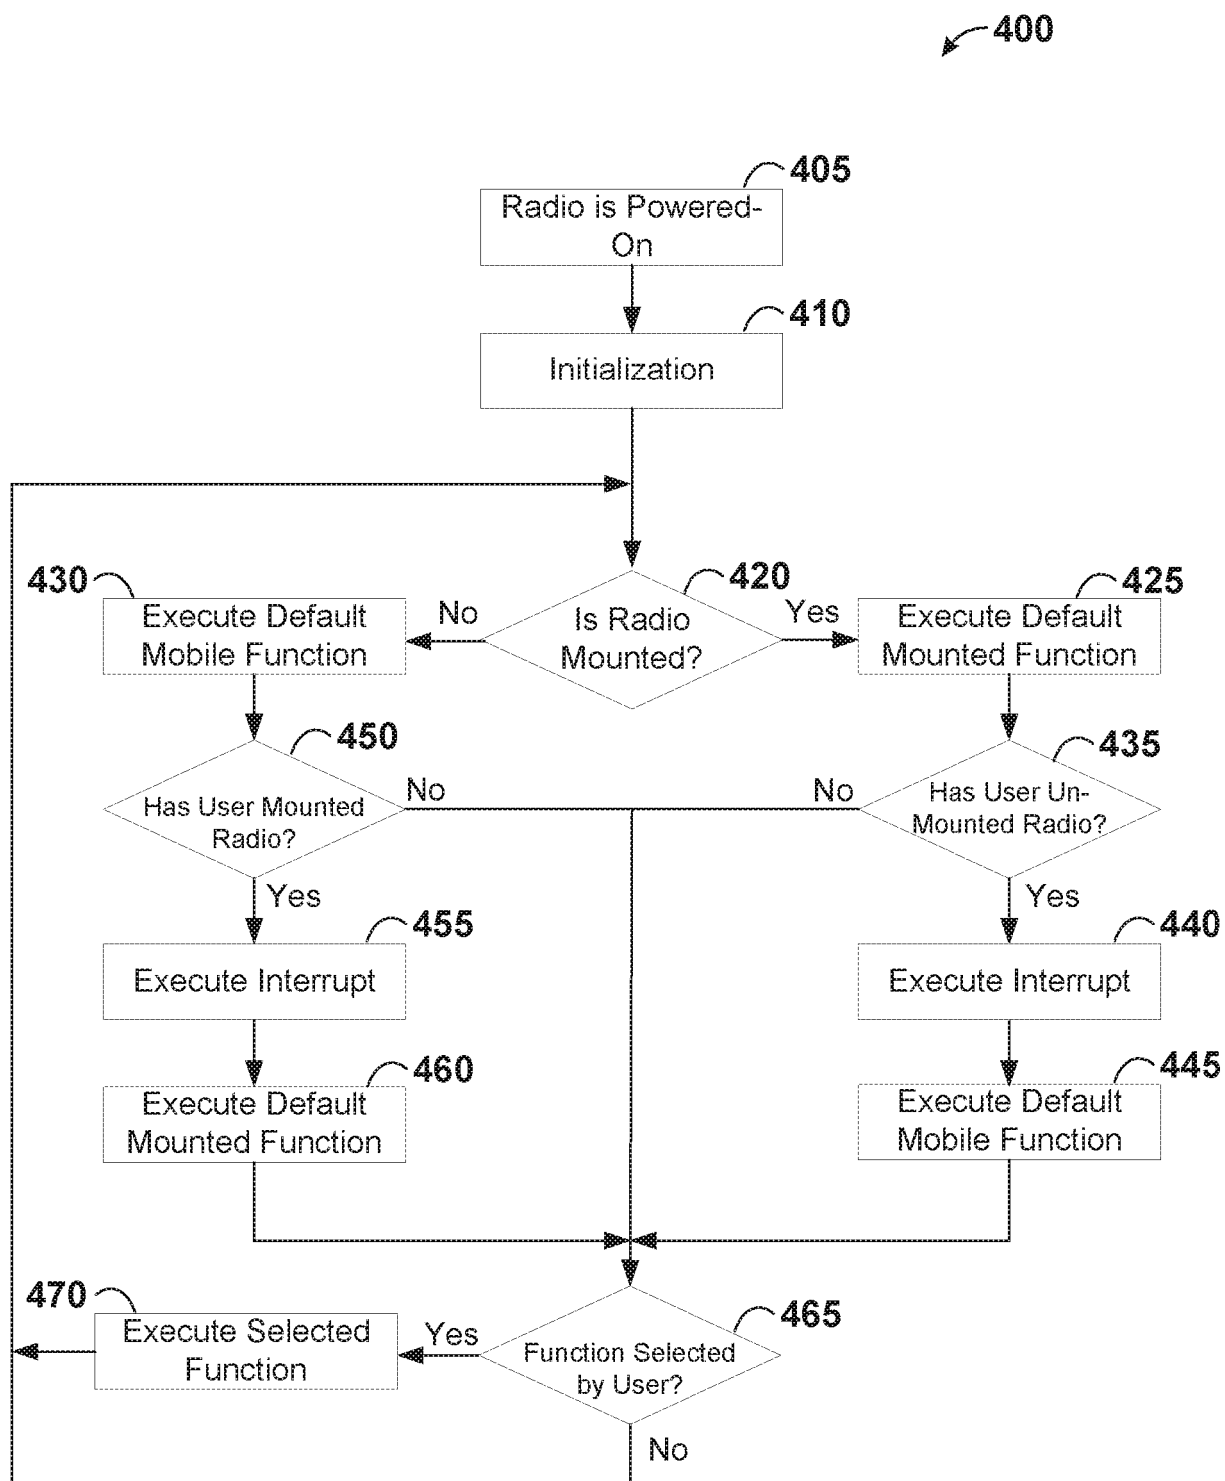 400
405
Radio is Powered-
On
410
Initialization
430
420
425
Execute Default
Mobile Function
No
Is Radio
Mounted?
Yes
Execute Default
Mounted Function
450
435
Has User Mounted
Radio?
No
No
Has User Un-
Mounted Radio?
Yes
Yes
455
440
Execute Interrupt
Execute Interrupt
460
445
Execute Default
Mounted Function
Execute Default
Mobile Function
470
465
Execute Selected
Function
Yes
Function Selected
by User?
No